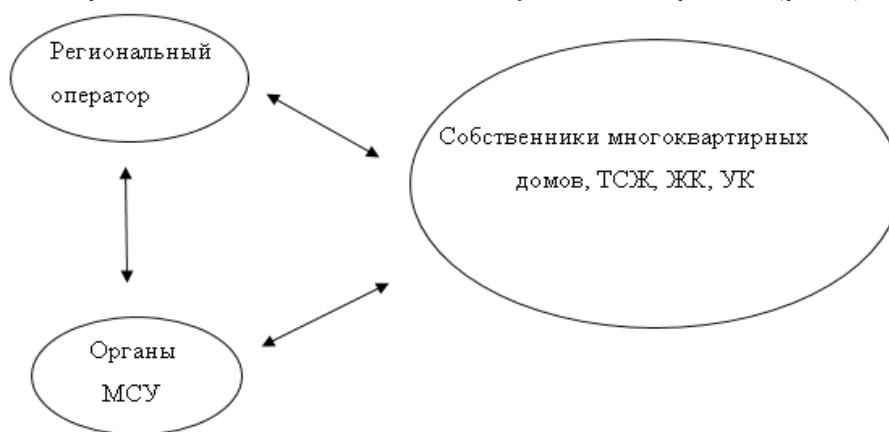 Региональный
оператор
Собственники многоквартирных
домов, ТСЖ, ЖК, УК
Органы
МСУ